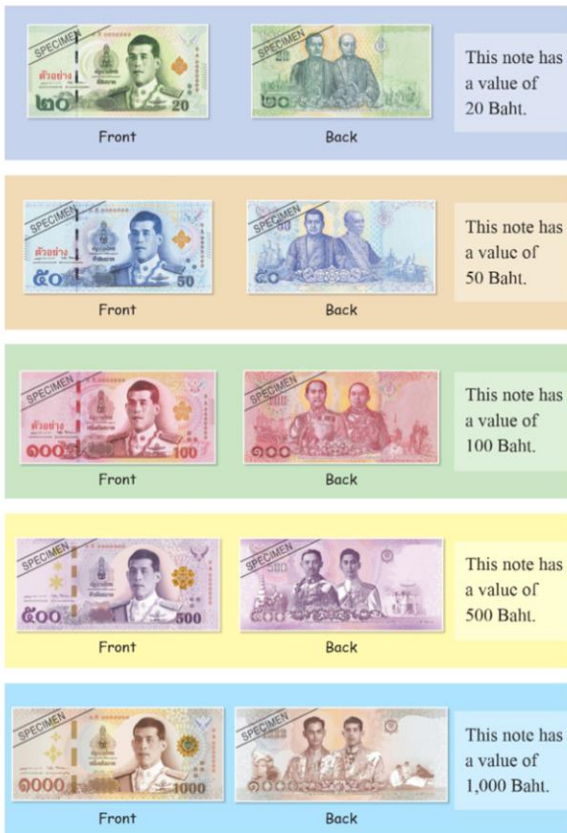 SPECIMEN
ตัวอย่าง
๒๐
20
SPECIMEN
20
๒๐
This note has
a value of
20 Baht.
Front
Back
SPECIMEN
ตัวอย่าง
๕๐
50
SPECIMEN
50
๕๐
This note has
a value of
50 Baht.
Front
Back
SPECIMEN
ตัวอย่าง
๑๐๐
100
SPECIMEN
100
๑๐๐
This note has
a value of
100 Baht.
Front
Back
SPECIMEN
๕๐๐
500
SPECIMEN
500
๕๐๐
This note has
a value of
500 Baht.
Front
Back
SPECIMEN
๑๐๐๐
1000
SPECIMEN
๑๐๐๐
This note has
a value of
1,000 Baht.
Front
Back